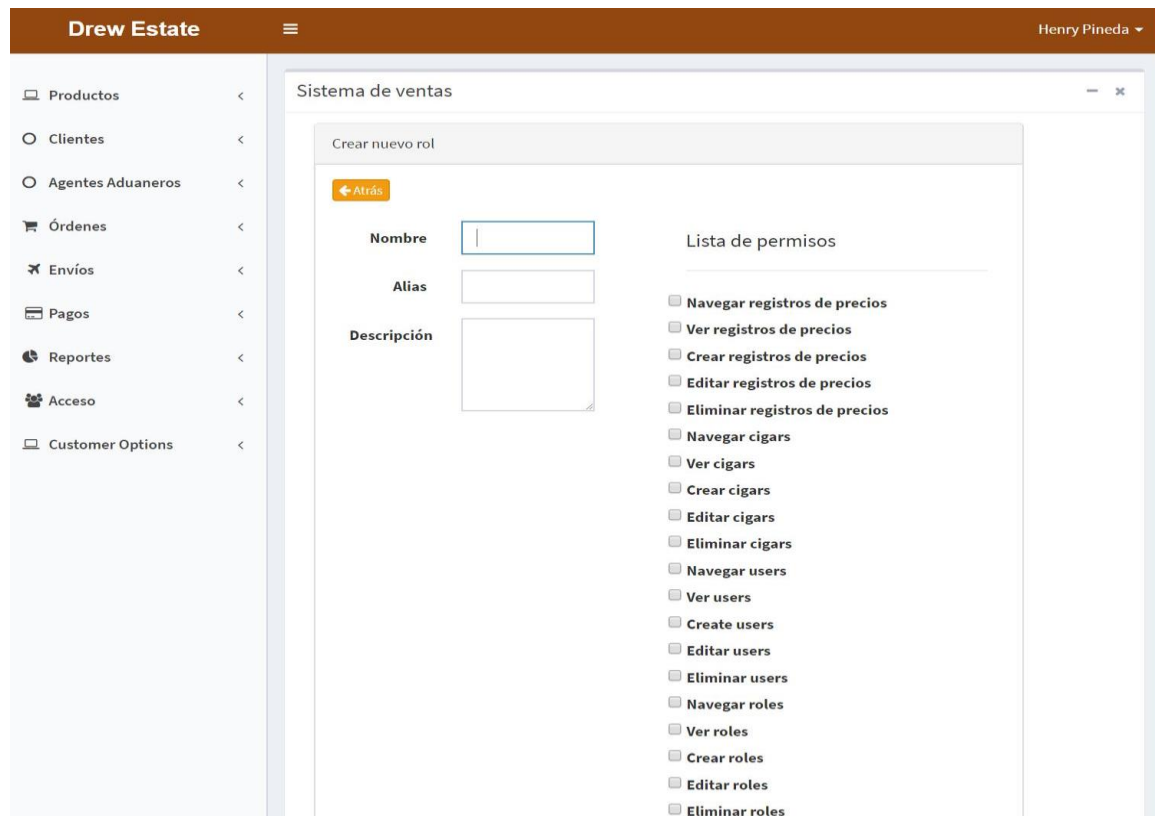 Drew Estate
Henry Pineda
Productos
Clientes
Agentes Aduaneros
Órdenes
Envíos
Pagos
Reportes
Acceso
Customer Options
Sistema de ventas
Crear nuevo rol
Atrás
Nombre
Alias
Descripción
Lista de permisos
Navegar registros de precios
Ver registros de precios
Crear registros de precios
Editar registros de precios
Eliminar registros de precios
Navegar cigars
Ver cigars
Crear cigars
Editar cigars
Eliminar cigars
Navegar users
Ver users
Create users
Editar users
Eliminar users
Navegar roles
Ver roles
Crear roles
Editar roles
Eliminar roles